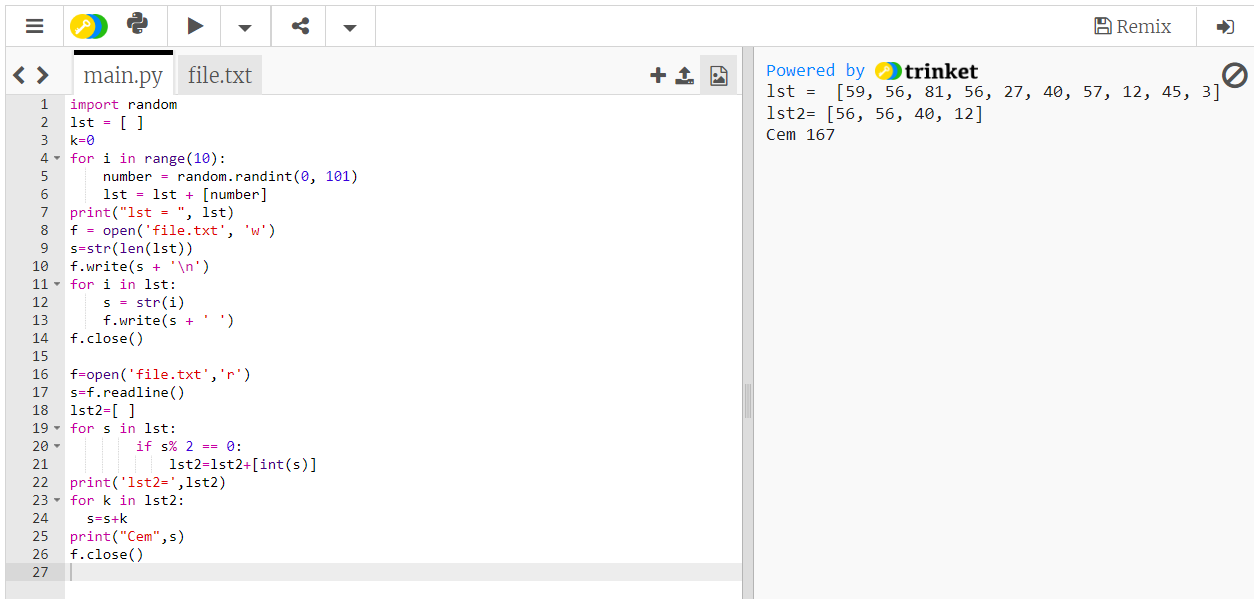 Remix
main.py file.txt
1 import random
2 lst = [ ]
3 k=0
4 for i in range(10):
5 number = random.randint(0, 101)
6 lst = lst + [number]
7 print("lst = ", lst)
8 f = open('file.txt', 'w')
9 s=str(len(lst))
10 f.write(s + '\n')
11 for i in lst:
12 s = str(i)
13 f.write(s + ' ')
14 f.close()
15
16 f=open('file.txt','r')
17 s=f.readline()
18 lst2=[ ]
19 for s in lst:
20 if s% 2 == 0:
21 lst2=lst2+[int(s)]
22 print('lst2=',lst2)
23 for k in lst2:
24 s=s+k
25 print("Cem",s)
26 f.close()
27
Powered by trinket
lst =  [59, 56, 81, 56, 27, 40, 57, 12, 45, 3]
lst2= [56, 56, 40, 12]
Cem 167